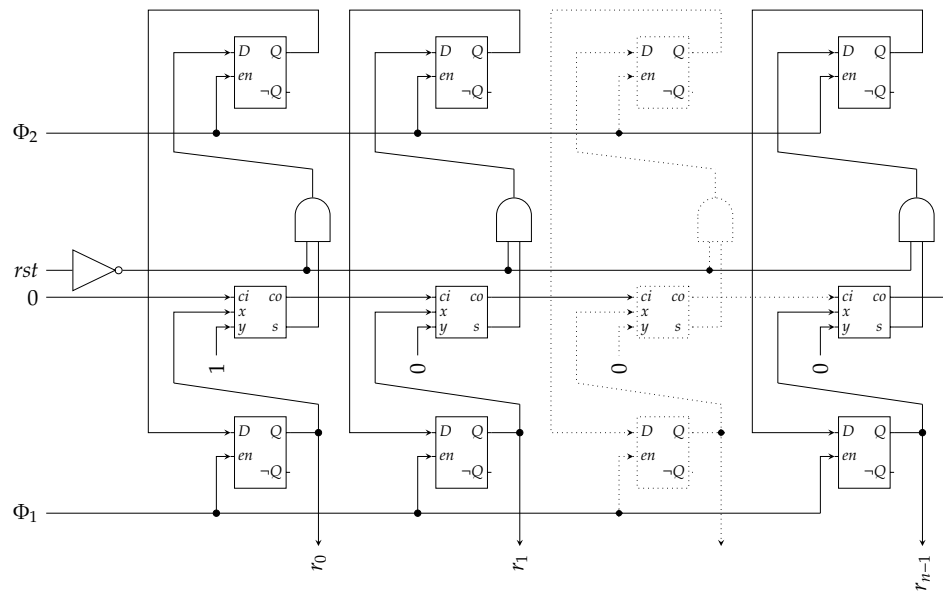 D Q D Q D Q D Q
en en en en
¬Q ¬Q ¬Q ¬Q
Φ2
rst
0 ci co ci co ci co ci co
x x x x
y s y s y s y s
1 0 0 0
D Q D Q D Q D Q
en en en en
¬Q ¬Q ¬Q ¬Q
Φ1
r0 r1 rn−1